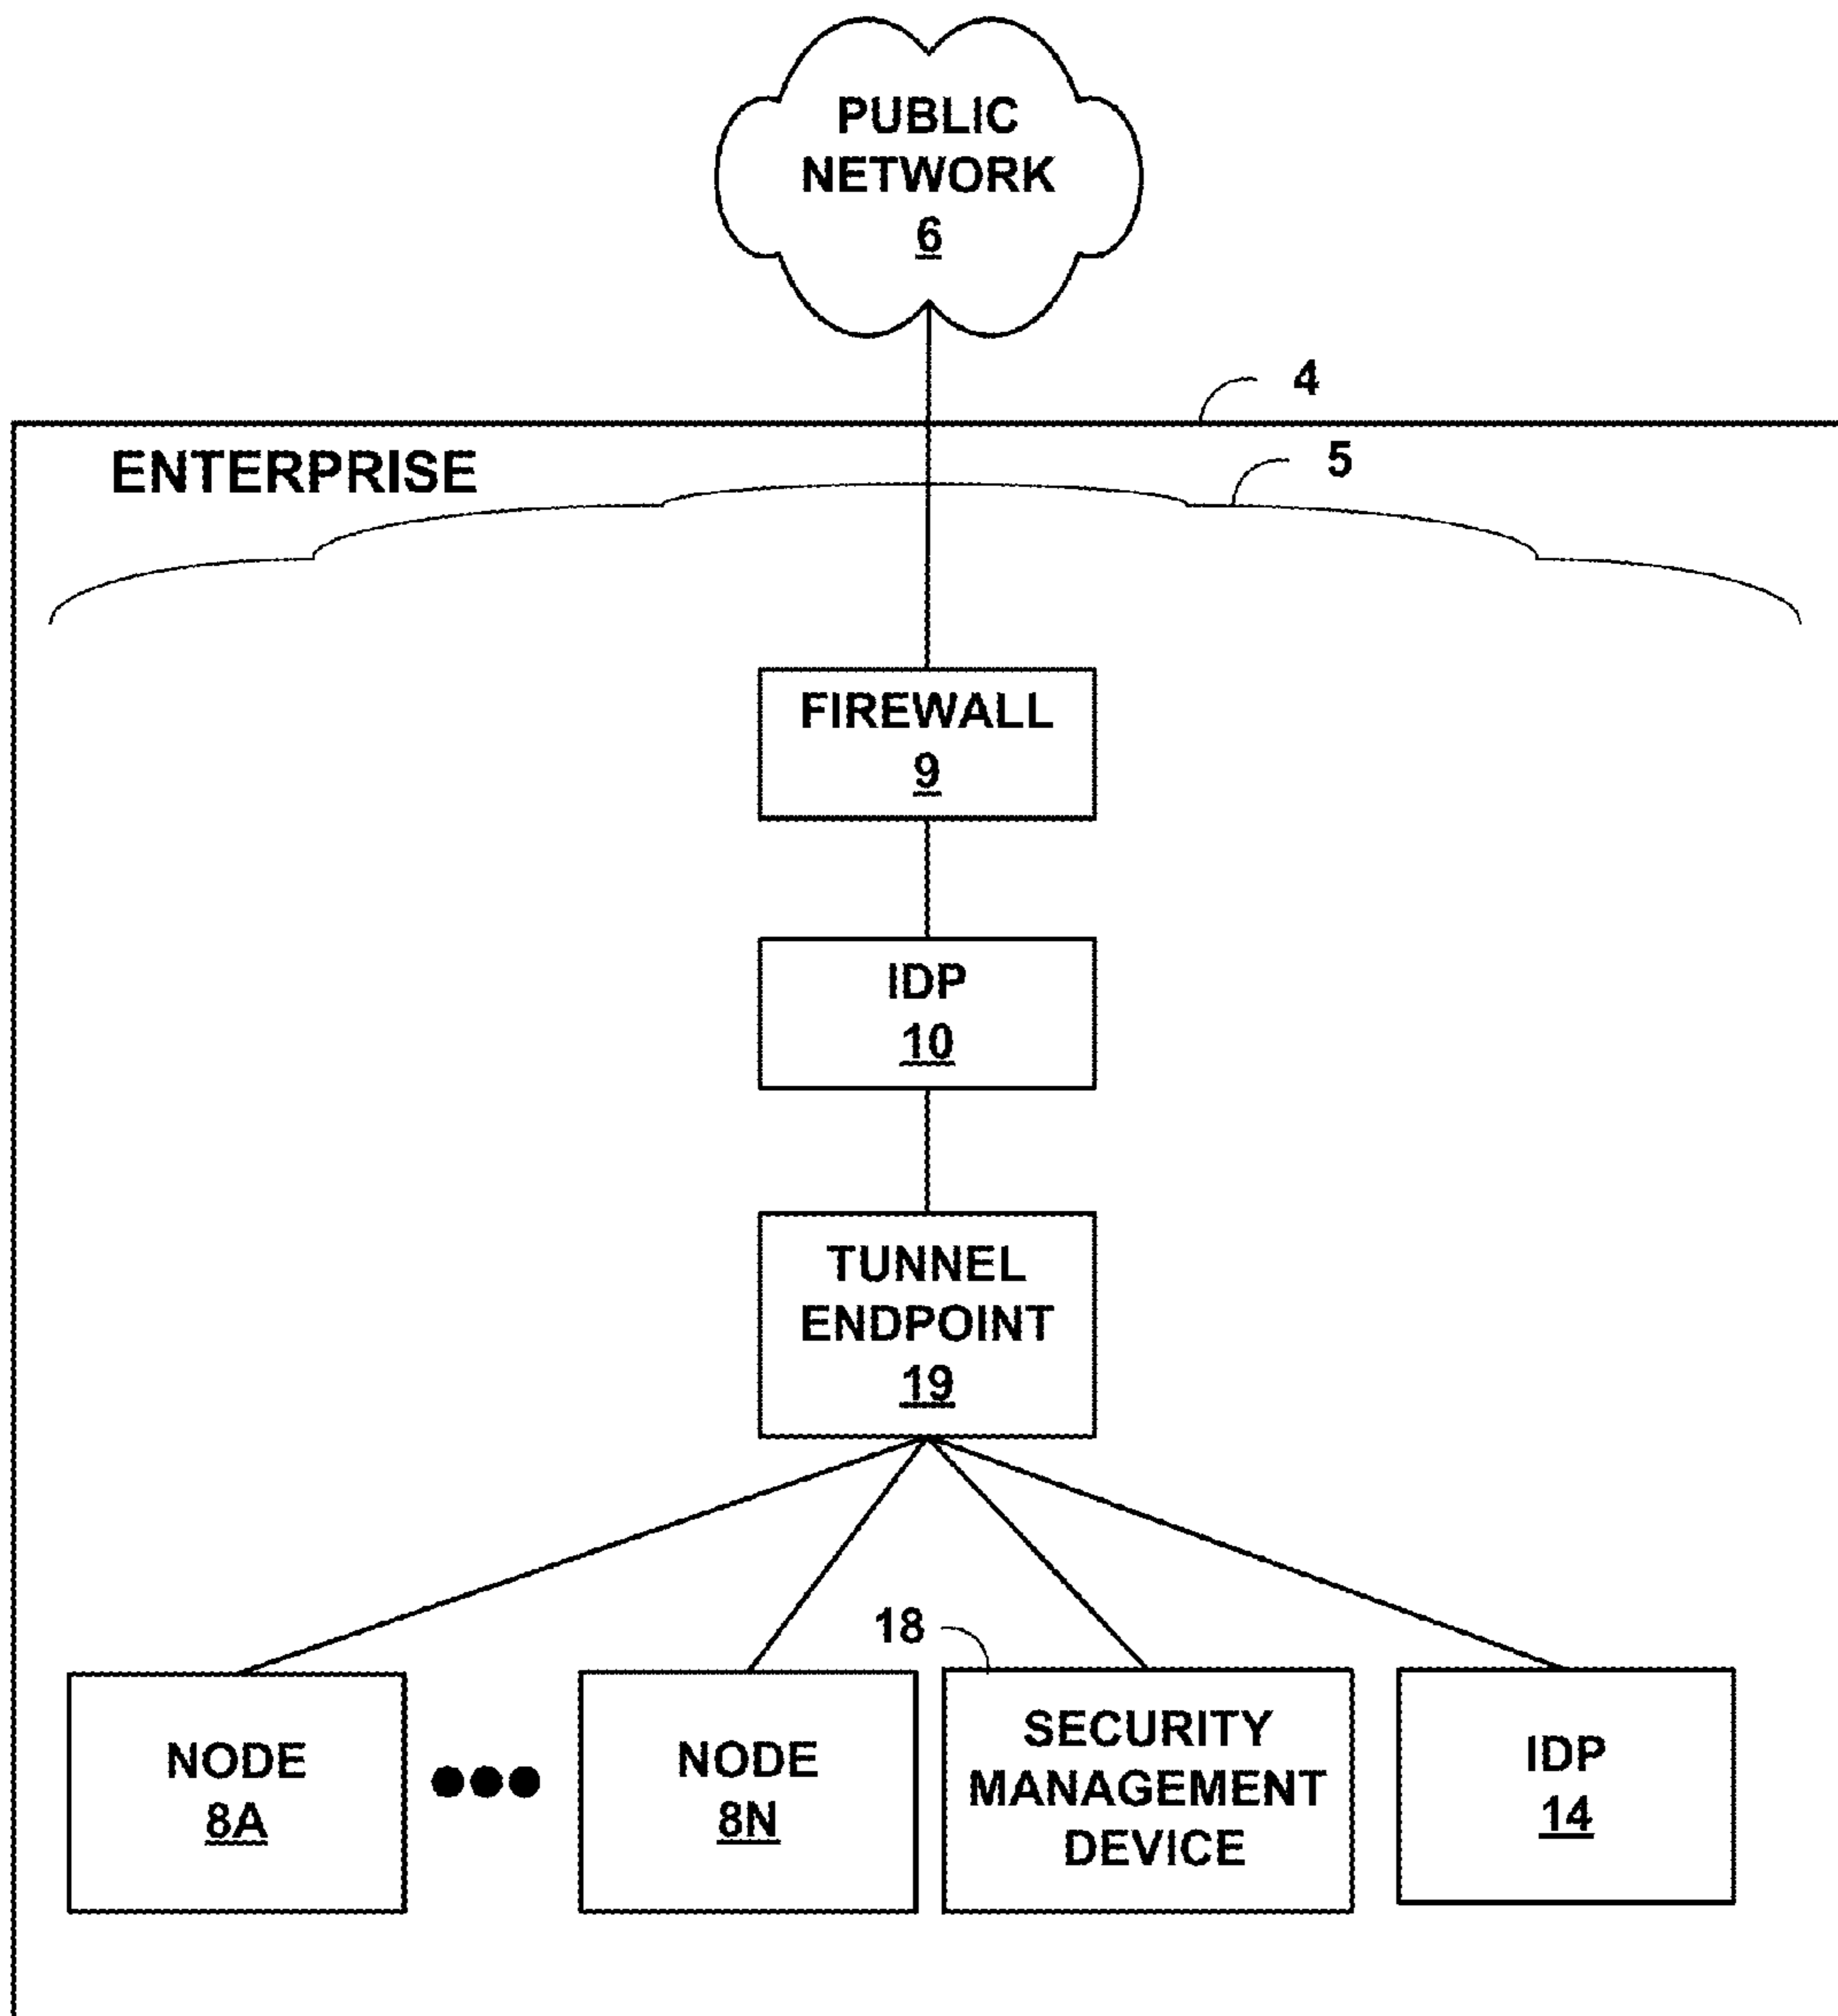 PUBLIC
NETWORK
6
4
ENTERPRISE
5
FIREWALL
9
IDP
10
TUNNEL
ENDPOINT
19
18
NODE
8A
NODE
8N
SECURITY
MANAGEMENT
DEVICE
IDP
14